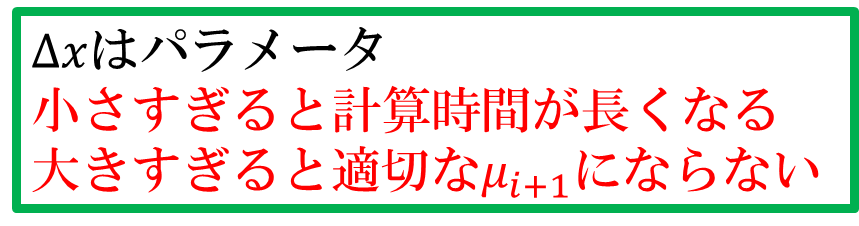 Δxはパラメータ
小さすぎると計算時間が長くなる
大きすぎると適切なμᵢ₊₁にならない